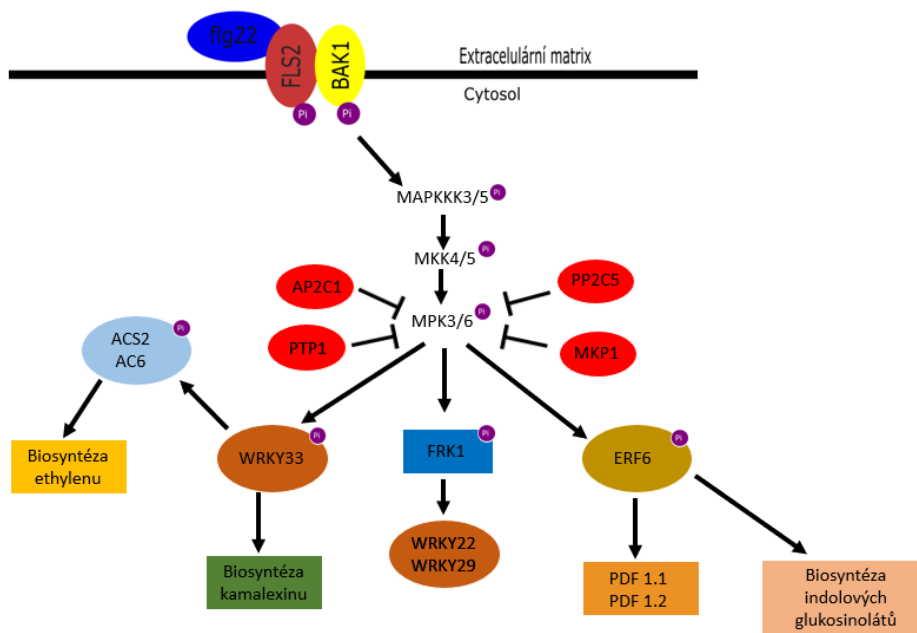 flg22
FLS2
BAK1
Extracelulární matrix
Cytosol
Pi
Pi
MAPKKK3/5
Pi
MKK4/5
Pi
AP2C1
PP2C5
MPK3/6
Pi
PTP1
MKP1
ACS2
AC6
Pi
WRKY33
Pi
FRK1
Pi
ERF6
Pi
Biosyntéza
ethylenu
WRKY22
WRKY29
Biosyntéza
kamalexinu
PDF 1.1
PDF 1.2
Biosyntéza
indolových
glukosinolátů